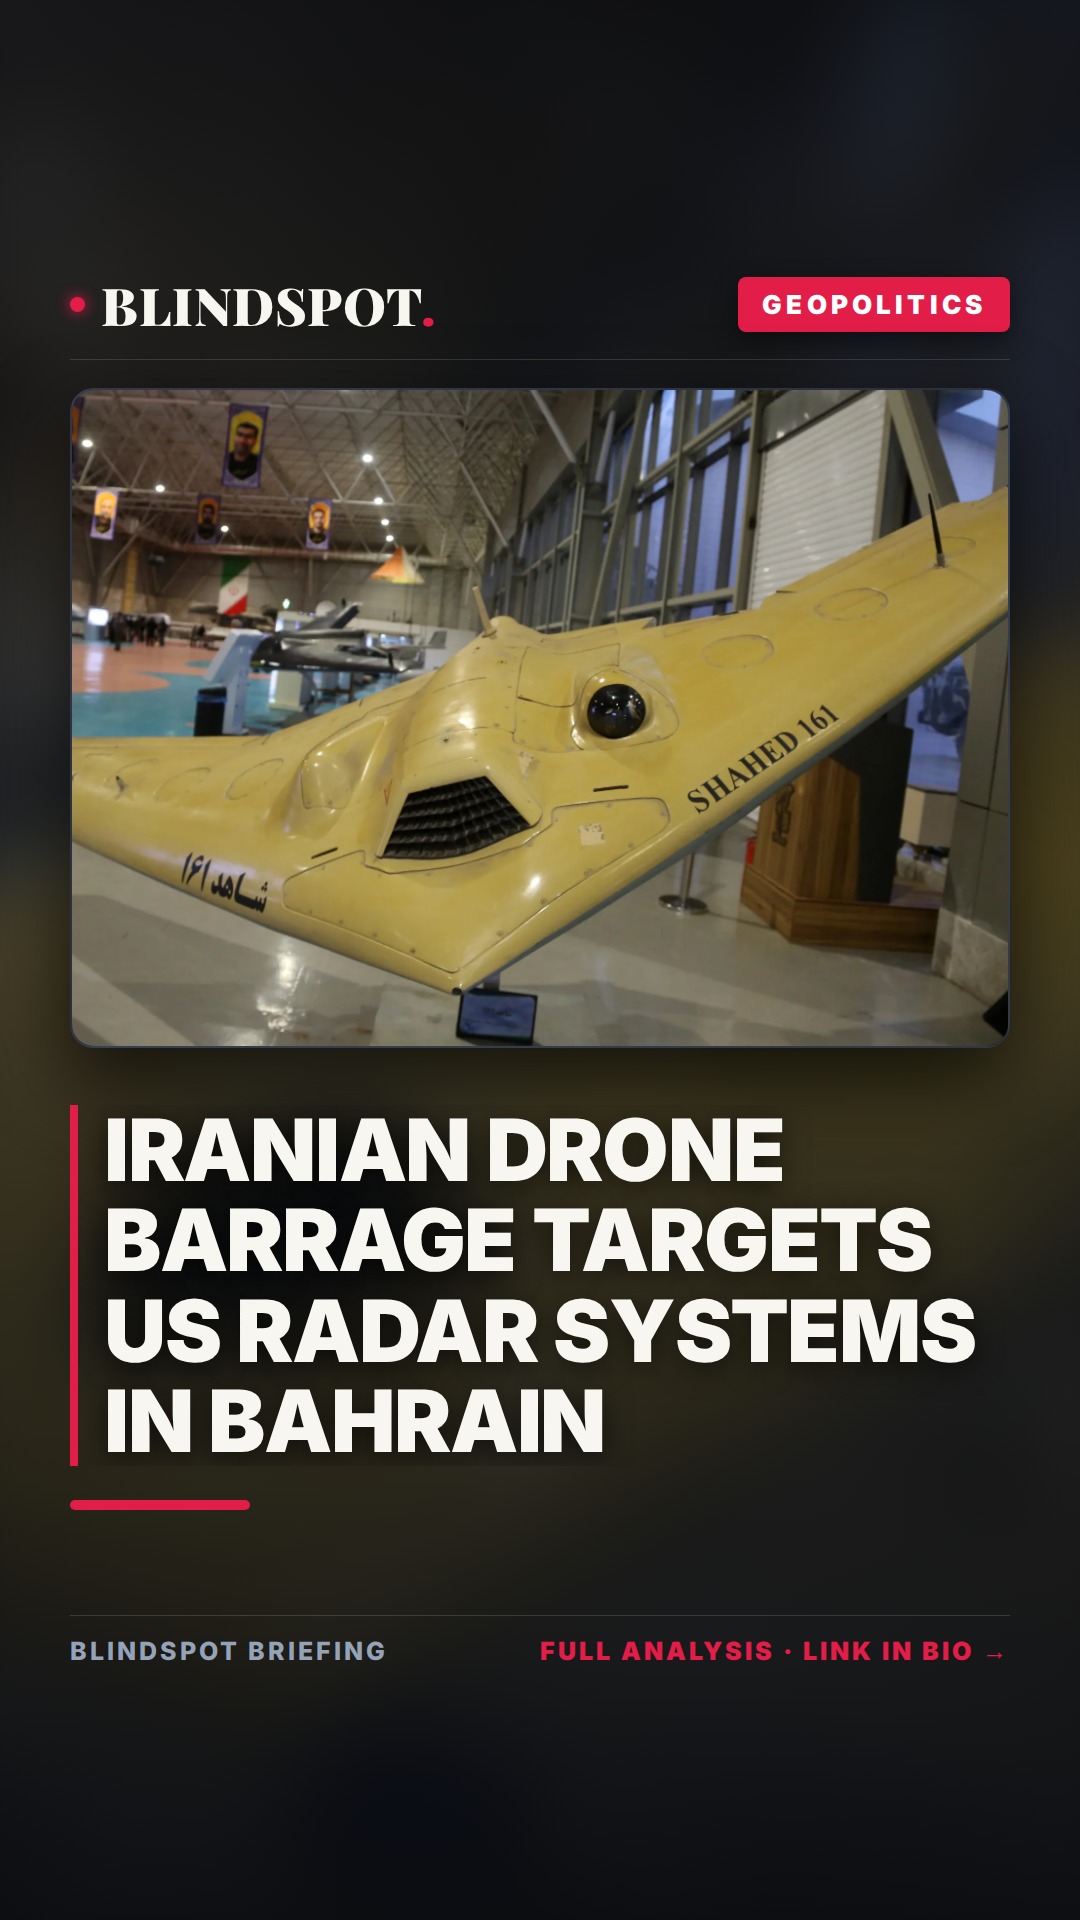 BLINDSPOT.
GEOPOLITICS
SHAHED 161
شاهد ۱۶۱
IRANIAN DRONE
BARRAGE TARGETS
US RADAR SYSTEMS
IN BAHRAIN
BLINDSPOT BRIEFING
FULL ANALYSIS · LINK IN BIO →